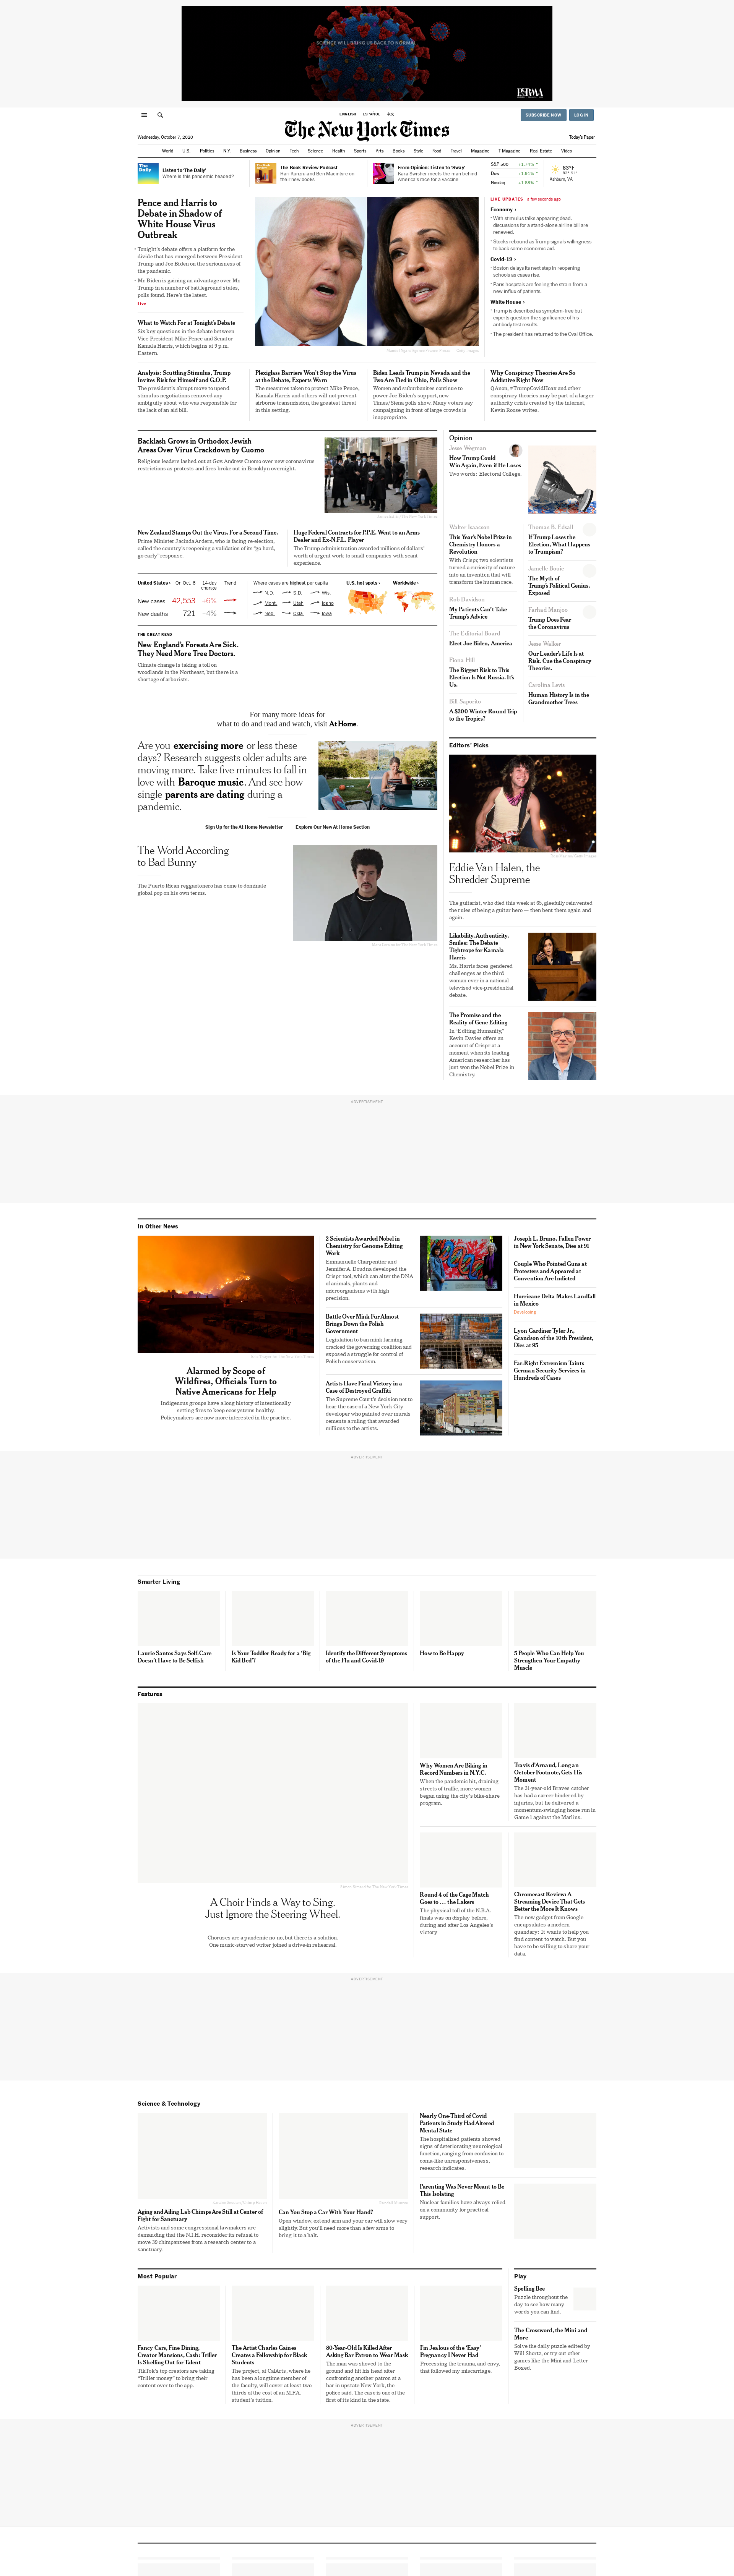 SCIENCE WILL BRING US BACK TO NORMAL
ENGLISH ESPAÑOL 中文
SUBSCRIBE NOW
LOG IN
The New York Times
Wednesday, October 7, 2020
Today's Paper
World U.S. Politics N.Y. Business Opinion Tech Science Health Sports Arts Books Style Food Travel Magazine T Magazine Real Estate Video
The Daily
Listen to 'The Daily'
Where is this pandemic headed?
The Book Review Podcast
Hari Kunzru and Ben Macintyre on
their new books.
From Opinion: Listen to 'Sway'
Kara Swisher meets the man behind
America's race for a vaccine.
S&P 500 +1.74% ↑
Dow +1.91% ↑
Nasdaq +1.88% ↑
83°F
Ashburn, VA
Pence and Harris to
Debate in Shadow of
White House Virus
Outbreak
Tonight's debate offers a platform for the
divide that has emerged between President
Trump and Joe Biden on the seriousness of
the pandemic.
Mr. Biden is gaining an advantage over Mr.
Trump in a number of battleground states,
polls found. Here's the latest.
Live
What to Watch For at Tonight's Debate
Six key questions in the debate between
Vice President Mike Pence and Senator
Kamala Harris, which begins at 9 p.m.
Eastern.
LIVE UPDATES a few seconds ago
Economy ›
With stimulus talks appearing dead,
discussions for a stand-alone airline bill are
renewed.
Stocks rebound as Trump signals willingness
to back some economic aid.
Covid-19 ›
Boston delays its next step in reopening
schools as cases rise.
Paris hospitals are feeling the strain from a
new influx of patients.
White House ›
Trump is described as symptom-free but
experts question the significance of his
antibody test results.
The president has returned to the Oval Office.
Analysis: Scuttling Stimulus, Trump
Invites Risk for Himself and G.O.P.
The president's abrupt move to upend
stimulus negotiations removed any
ambiguity about who was responsible for
the lack of an aid bill.
Plexiglass Barriers Won't Stop the Virus
at the Debate, Experts Warn
The measures taken to protect Mike Pence,
Kamala Harris and others will not prevent
airborne transmission, the greatest threat
in this setting.
Biden Leads Trump in Nevada and the
Two Are Tied in Ohio, Polls Show
Women and suburbanites continue to
power Joe Biden's support, new
Times/Siena polls show. Many voters say
campaigning in front of large crowds is
inappropriate.
Why Conspiracy Theories Are So
Addictive Right Now
QAnon, #TrumpCovidHoax and other
conspiracy theories may be part of a larger
authority crisis, created by the internet,
Kevin Roose writes.
Backlash Grows in Orthodox Jewish
Areas Over Virus Crackdown by Cuomo
Religious leaders lashed out at Gov. Andrew Cuomo over new coronavirus
restrictions as protests and fires broke out in Brooklyn overnight.
New Zealand Stamps Out the Virus. For a Second Time.
Prime Minister Jacinda Ardern, who is facing re-election,
called the country's reopening a validation of its "go hard,
go early" response.
Huge Federal Contracts for P.P.E. Went to an Arms
Dealer and Ex-N.F.L. Player
The Trump administration awarded millions of dollars'
worth of urgent work to small companies with scant
experience.
United States › On Oct. 6 14-day change Trend
New cases 42,553 +6%
New deaths 721 –4%
Where cases are highest per capita
N.D. S.D. Wis.
Mont. Utah Idaho
Neb. Okla. Iowa
U.S. hot spots › Worldwide ›
THE GREAT READ
New England's Forests Are Sick.
They Need More Tree Doctors.
Climate change is taking a toll on
woodlands in the Northeast, but there is a
shortage of arborists.
For many more ideas for
what to do and read and watch, visit At Home.
Are you exercising more or less these
days? Research suggests older adults are
moving more. Take five minutes to fall in
love with Baroque music. And see how
single parents are dating during a
pandemic.
Sign Up for the At Home Newsletter Explore Our New At Home Section
The World According
to Bad Bunny
The Puerto Rican reggaetonero has come to dominate
global pop on his own terms.
Opinion
Jesse Wegman
How Trump Could
Win Again, Even if He Loses
Two words: Electoral College.
Walter Isaacson
This Year's Nobel Prize in
Chemistry Honors a
Revolution
With Crispr, two scientists
turned a curiosity of nature
into an invention that will
transform the human race.
Rob Davidson
My Patients Can't Take
Trump's Advice
The Editorial Board
Elect Joe Biden, America
Fiona Hill
The Biggest Risk to This
Election Is Not Russia. It's
Us.
Bill Saporito
A $200 Winter Round Trip
to the Tropics?
Thomas B. Edsall
If Trump Loses the
Election, What Happens
to Trumpism?
Jamelle Bouie
The Myth of
Trump's Political Genius,
Exposed
Farhad Manjoo
Trump Does Fear
the Coronavirus
Jesse Walker
Our Leader's Life Is at
Risk. Cue the Conspiracy
Theories.
Carolina Levis
Human History Is in the
Grandmother Trees
Editors' Picks
Eddie Van Halen, the
Shredder Supreme
The guitarist, who died this week at 65, gleefully reinvented
the rules of being a guitar hero — then bent them again and
again.
Likability, Authenticity,
Smiles: The Debate
Tightrope for Kamala
Harris
Ms. Harris faces gendered
challenges as the third
woman ever in a national
televised vice-presidential
debate.
The Promise and the
Reality of Gene Editing
In "Editing Humanity,"
Kevin Davies offers an
account of Crispr at a
moment when its leading
American researcher has
just won the Nobel Prize in
Chemistry.
ADVERTISEMENT
In Other News
Alarmed by Scope of
Wildfires, Officials Turn to
Native Americans for Help
Indigenous groups have a long history of intentionally
setting fires to keep ecosystems healthy.
Policymakers are now more interested in the practice.
2 Scientists Awarded Nobel in
Chemistry for Genome Editing
Work
Emmanuelle Charpentier and
Jennifer A. Doudna developed the
Crispr tool, which can alter the DNA
of animals, plants and
microorganisms with high
precision.
Battle Over Mink Fur Almost
Brings Down the Polish
Government
Legislation to ban mink farming
cracked the governing coalition and
exposed a struggle for control of
Polish conservatism.
Artists Have Final Victory in a
Case of Destroyed Graffiti
The Supreme Court's decision not to
hear the case of a New York City
developer who painted over murals
cements a ruling that awarded
millions to the artists.
Joseph L. Bruno, Fallen Power
in New York Senate, Dies at 91
Couple Who Pointed Guns at
Protesters and Appeared at
Convention Are Indicted
Hurricane Delta Makes Landfall
in Mexico
Developing
Lyon Gardiner Tyler Jr.,
Grandson of the 10th President,
Dies at 95
Far-Right Extremism Taints
German Security Services in
Hundreds of Cases
ADVERTISEMENT
Smarter Living
Laurie Santos Says Self-Care
Doesn't Have to Be Selfish
Is Your Toddler Ready for a 'Big
Kid Bed'?
Identify the Different Symptoms
of the Flu and Covid-19
How to Be Happy
5 People Who Can Help You
Strengthen Your Empathy
Muscle
Features
A Choir Finds a Way to Sing.
Just Ignore the Steering Wheel.
Choruses are a pandemic no-no, but there is a solution.
One music-starved writer joined a drive-in rehearsal.
Why Women Are Biking in
Record Numbers in N.Y.C.
When the pandemic hit, draining
streets of traffic, more women
began using the city's bike-share
program.
Travis d'Arnaud, Long an
October Footnote, Gets His
Moment
The 31-year-old Braves catcher
has had a career hindered by
injuries, but he delivered a
momentum-swinging home run in
Game 1 against the Marlins.
Round 4 of the Cage Match
Goes to … the Lakers
The physical toll of the N.B.A.
finals was on display before,
during and after Los Angeles's
victory
Chromecast Review: A
Streaming Device That Gets
Better the More It Knows
The new gadget from Google
encapsulates a modern
quandary: It wants to help you
find content to watch. But you
have to be willing to share your
data.
ADVERTISEMENT
Science & Technology
Aging and Ailing Lab Chimps Are Still at Center of
Fight for Sanctuary
Activists and some congressional lawmakers are
demanding that the N.I.H. reconsider its refusal to
move 38 chimpanzees from a research center to a
sanctuary.
Can You Stop a Car With Your Hand?
Open window, extend arm and your car will slow very
slightly. But you'll need more than a few arms to
bring it to a halt.
Nearly One-Third of Covid
Patients in Study Had Altered
Mental State
The hospitalized patients showed
signs of deteriorating neurological
function, ranging from confusion to
coma-like unresponsiveness,
research indicates.
Parenting Was Never Meant to Be
This Isolating
Nuclear families have always relied
on a community for practical
support.
Most Popular
Fancy Cars, Fine Dining,
Creator Mansions, Cash: Triller
Is Shelling Out for Talent
TikTok's top creators are taking
"Triller money" to bring their
content over to the app.
The Artist Charles Gaines
Creates a Fellowship for Black
Students
The project, at CalArts, where he
has been a longtime member of
the faculty, will cover at least two-
thirds of the cost of an M.F.A.
student's tuition.
80-Year-Old Is Killed After
Asking Bar Patron to Wear Mask
The man was shoved to the
ground and hit his head after
confronting another patron at a
bar in upstate New York, the
police said. The case is one of the
first of its kind in the state.
I'm Jealous of the 'Easy'
Pregnancy I Never Had
Processing the trauma, and envy,
that followed my miscarriage.
Play
Spelling Bee
Puzzle throughout the
day to see how many
words you can find.
The Crossword, the Mini and
More
Solve the daily puzzle edited by
Will Shortz, or try out other
games like the Mini and Letter
Boxed.
ADVERTISEMENT